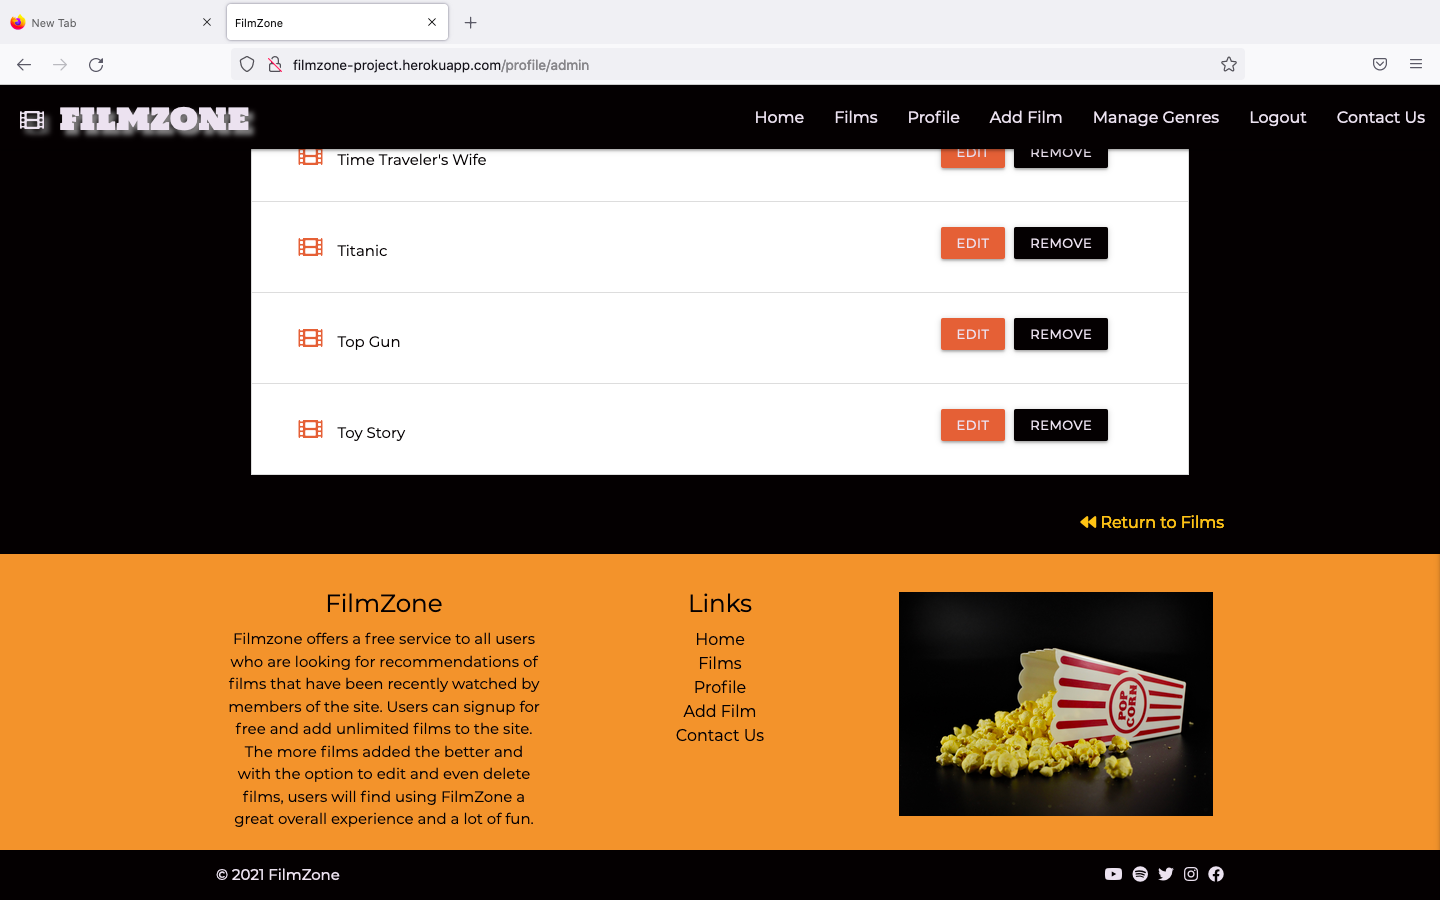 New Tab
FilmZone
filmzone-project.herokuapp.com/profile/admin
FILMZONE
Home Films Profile Add Film Manage Genres Logout Contact Us
Time Traveler's Wife EDIT REMOVE
Titanic EDIT REMOVE
Top Gun EDIT REMOVE
Toy Story EDIT REMOVE
Return to Films
FilmZone
Filmzone offers a free service to all users
who are looking for recommendations of
films that have been recently watched by
members of the site. Users can signup for
free and add unlimited films to the site.
The more films added the better and
with the option to edit and even delete
films, users will find using FilmZone a
great overall experience and a lot of fun.
Links
Home
Films
Profile
Add Film
Contact Us
POP
CORN
© 2021 FilmZone